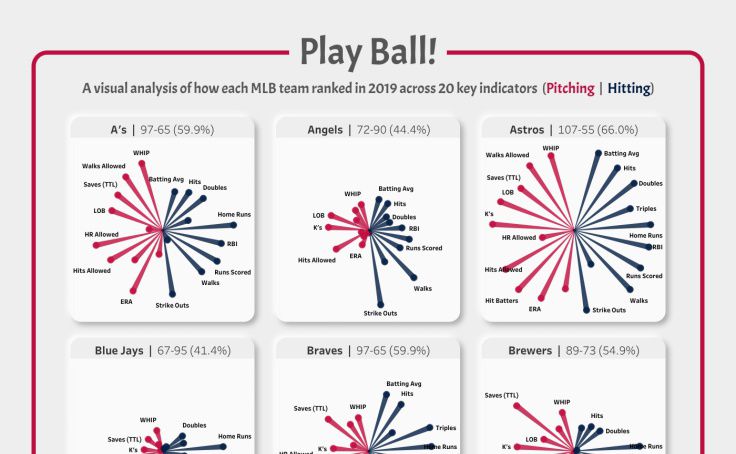 Play Ball!
A visual analysis of how each MLB team ranked in 2019 across 20 key indicators (Pitching | Hitting)
A's | 97-65 (59.9%)
WHIP
Walks Allowed
Batting Avg
Hits
Saves (TTL)
Doubles
LOB
Home Runs
HR Allowed
RBI
Hits Allowed
Runs Scored
Walks
ERA
Strike Outs
Angels | 72-90 (44.4%)
Batting Avg
WHIP
Hits
LOB
Doubles
K's
RBI
Runs Scored
ERA
Walks
Strike Outs
Astros | 107-55 (66.0%)
WHIP
Batting Avg
Walks Allowed
Hits
Saves (TTL)
Doubles
LOB
Triples
K's
HR Allowed
Home Runs
RBI
Hits Allowed
Runs Scored
Hit Batters
Walks
ERA
Strike Outs
Blue Jays | 67-95 (41.4%)
WHIP
Doubles
Saves (TTL)
Home Runs
K's
Braves | 97-65 (59.9%)
Batting Avg
Hits
Saves (TTL)
WHIP
Triples
K's
Home Runs
HR Allowed
Brewers | 89-73 (54.9%)
Saves (TTL)
WHIP
Hits
Doubles
LOB
K's
Home Runs